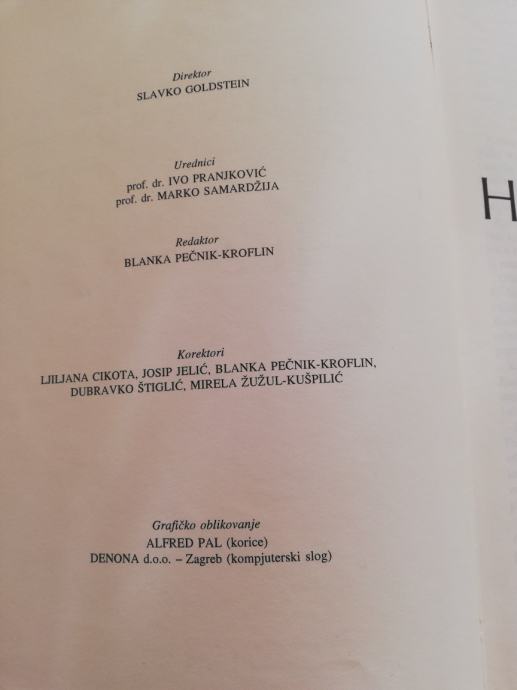 Direktor
SLAVKO GOLDSTEIN
Urednici
prof. dr. IVO PRANJKOVIĆ
prof. dr. MARKO SAMARDŽIJA
Redaktor
BLANKA PEČNIK-KROFLIN
Korektori
LJILJANA CIKOTA, JOSIP JELIĆ, BLANKA PEČNIK-KROFLIN,
DUBRAVKO ŠTIGLIĆ, MIRELA ŽUŽUL-KUŠPILIĆ
Grafičko oblikovanje
ALFRED PAL (korice)
DENONA d.o.o. – Zagreb (kompjuterski slog)
H